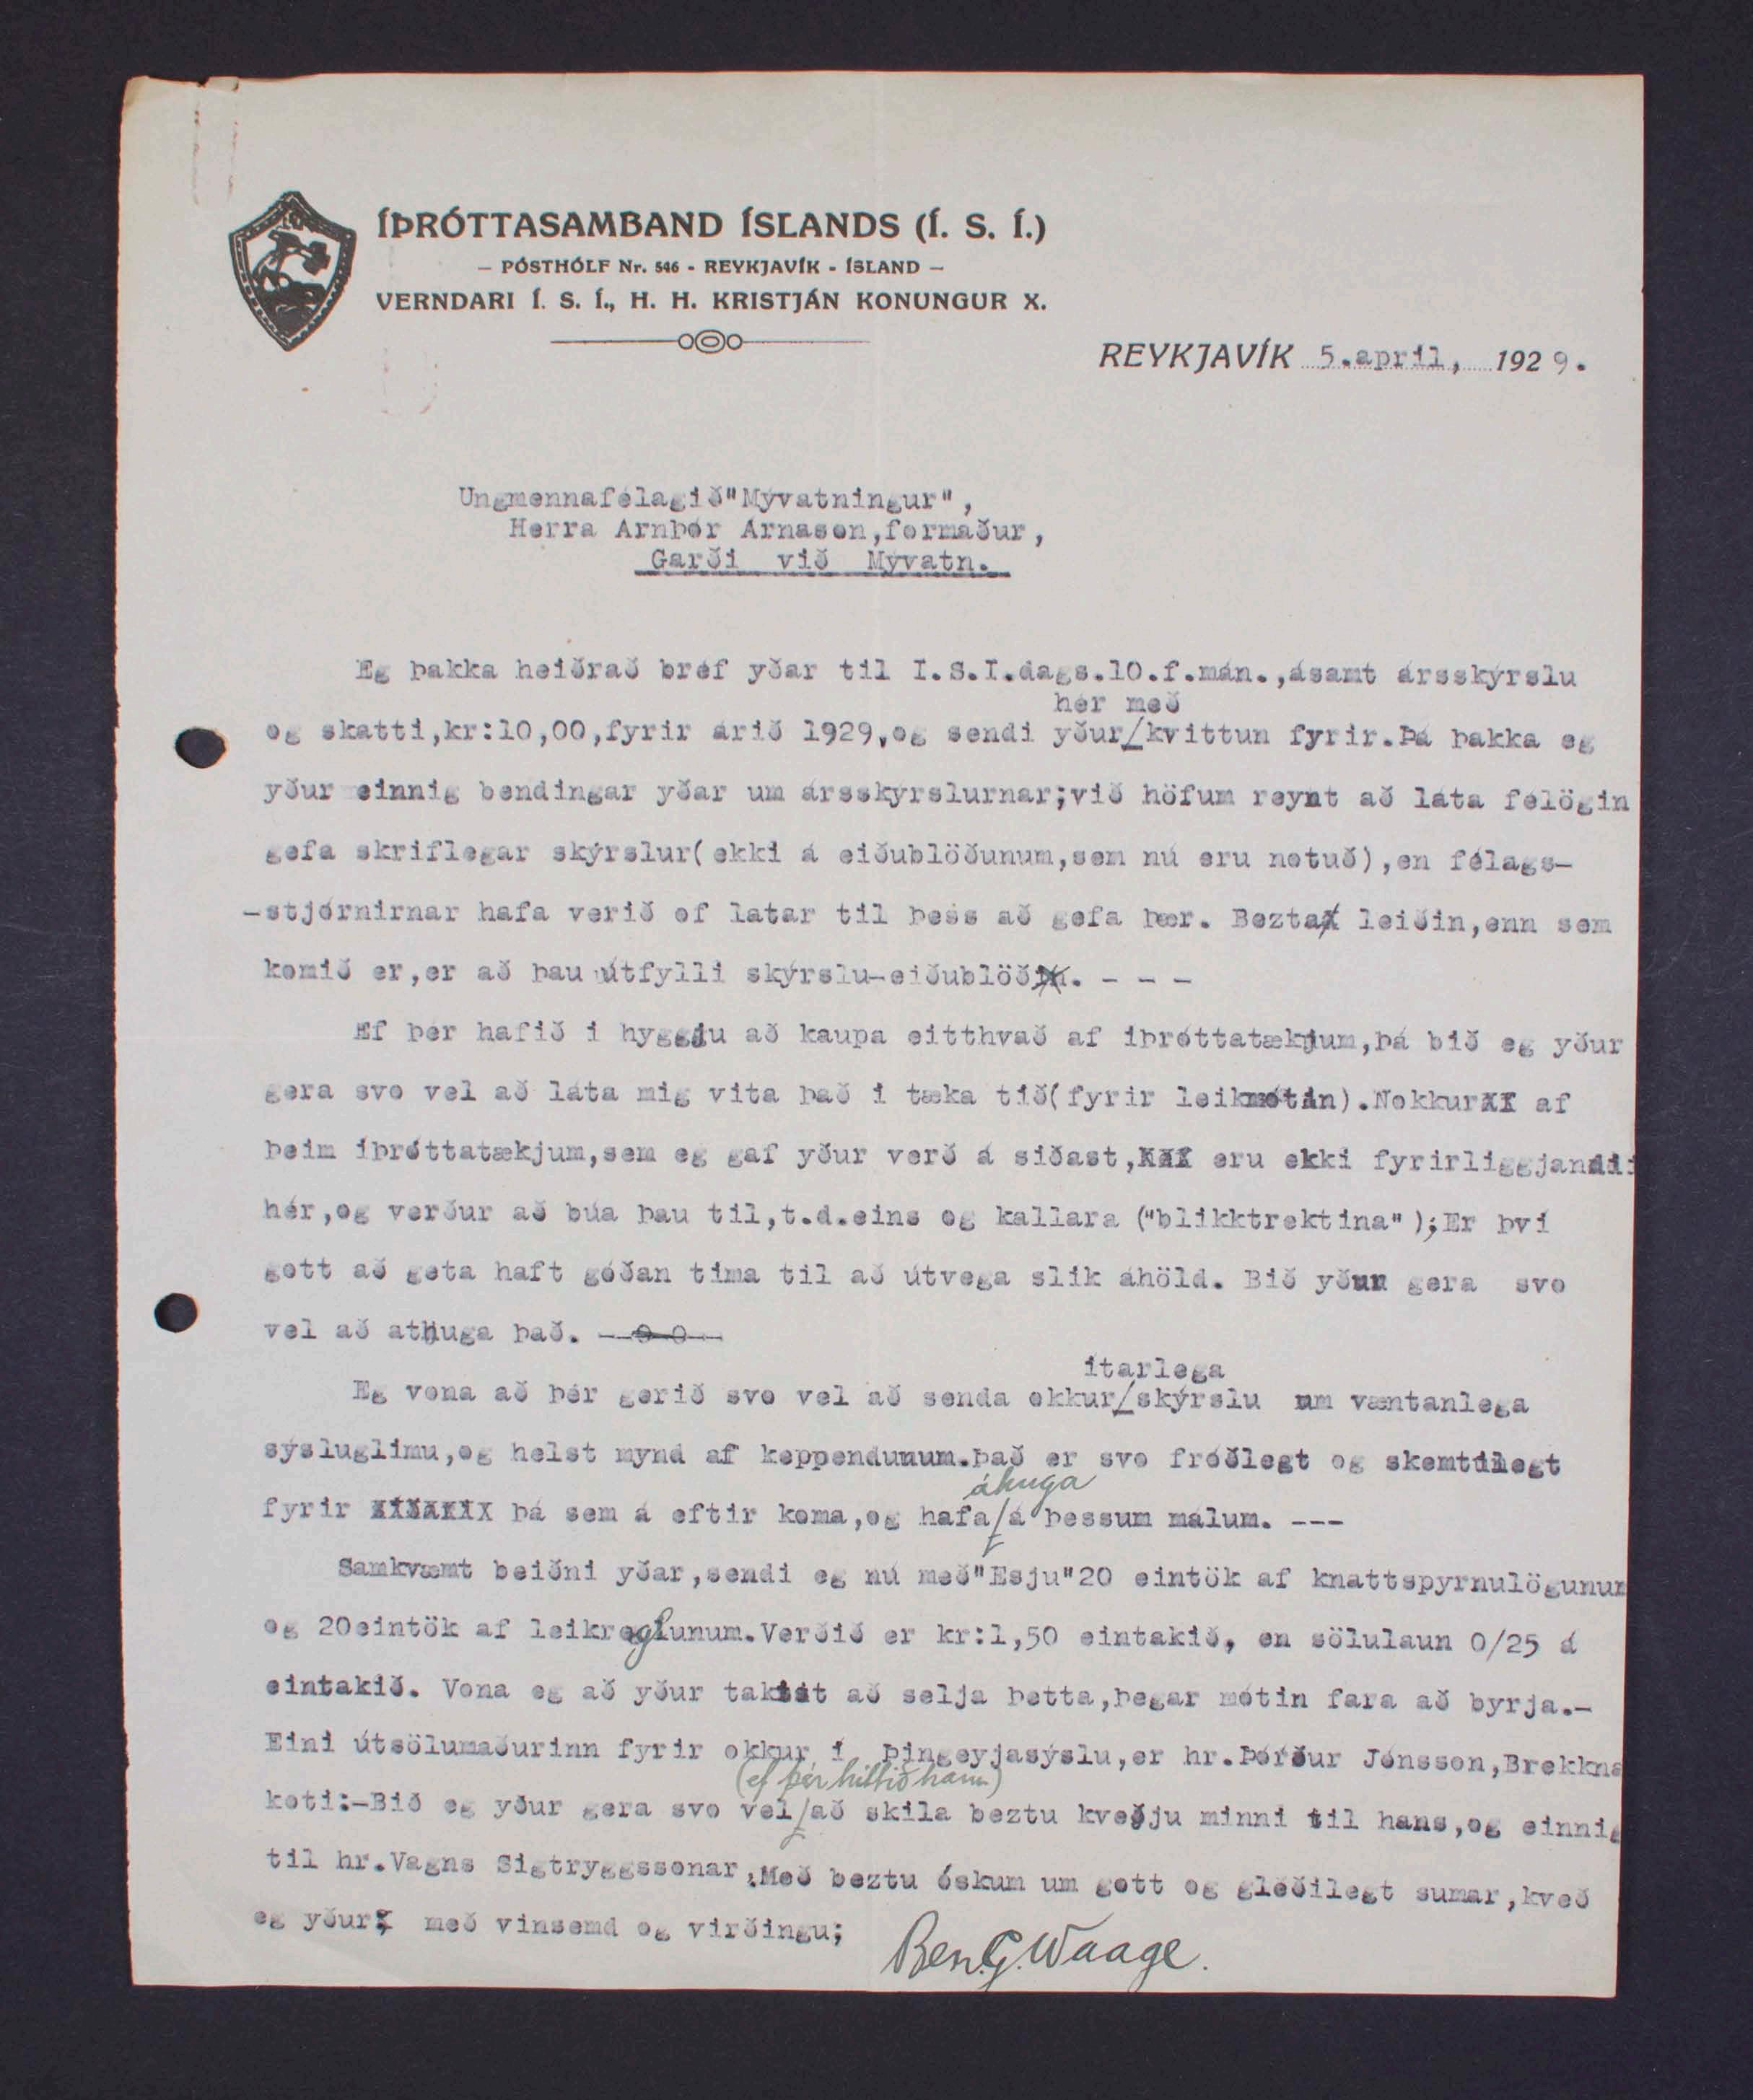 ÍÞRÓTTASAMBAND ÍSLANDS (Í. S. Í.)
— PÓSTHÓLF Nr. 546 - REYKJAVÍK - ÍSLAND —
VERNDARI Í. S. Í., H. H. KRISTJÁN KONUNGUR X.
REYKJAVÍK 5.apríl, 1929.
Ungmennafélagið"Mývatningur",
Herra Arnþór Árnason,formaður,
Garði við Mývatn.
Eg þakka heiðrað bréf yðar til I.S.I.dags.10.f.mán.,ásamt ársskýrslu
hér með
og skatti,kr:10,00,fyrir árið 1929,og sendi yður/kvittun fyrir.Þá þakka eg
yður einnig bendingar yðar um ársskýrslurnar;við höfum reynt að láta félögin
gefa skriflegar skýrslur(ekki á eiðublöðunum,sem nú eru notuð),en félags-
-stjórnirnar hafa verið of latar til þess að gefa þær. Bezta leiðin,enn sem
komið er,er að þau útfylli skýrslu-eiðublöð. - - -
Ef þér hafið í hyggju að kaupa eitthvað af íþróttatækjum,þá bið eg yður
gera svo vel að láta mig vita það í tæka tíð(fyrir leikmótin).Nokkur af
þeim íþróttatækjum,sem eg gaf yður verð á síðast, eru ekki fyrirliggjandi
hér,og verður að búa þau til,t.d.eins og kallara ("blikktrektina");Er því
gott að geta haft góðan tíma til að útvega slík áhöld. Bið yður gera svo
vel að athuga það.
ítarlega
Eg vona að þér gerið svo vel að senda okkur/skýrslu um væntanlega
sýsluglímu,og helst mynd af keppendunum.Það er svo fróðlegt og skemtilegt
áhuga
fyrir þá sem á eftir koma,og hafa/á þessum málum. ---
Samkvæmt beiðni yðar,sendi eg nú með"Esju"20 eintök af knattspyrnulögunum
og 20eintök af leikreglunum.Verðið er kr:1,50 eintakið, en sölulaun 0/25 á
eintakið. Vona eg að yður takist að selja þetta,þegar mótin fara að byrja.-
Eini útsölumaðurinn fyrir okkur í Þingeyjasýslu,er hr.Þórður Jónsson,Brekkna
(ef þér hittið hann)
koti:-Bið eg yður gera svo vel/að skila beztu kveðju minni til hans,og einnig
til hr.Vagns Sigtryggssonar.Með beztu óskum um gott og gleðilegt sumar,kveð
eg yður; með vinsemd og virðingu;
Ben.G.Waage.